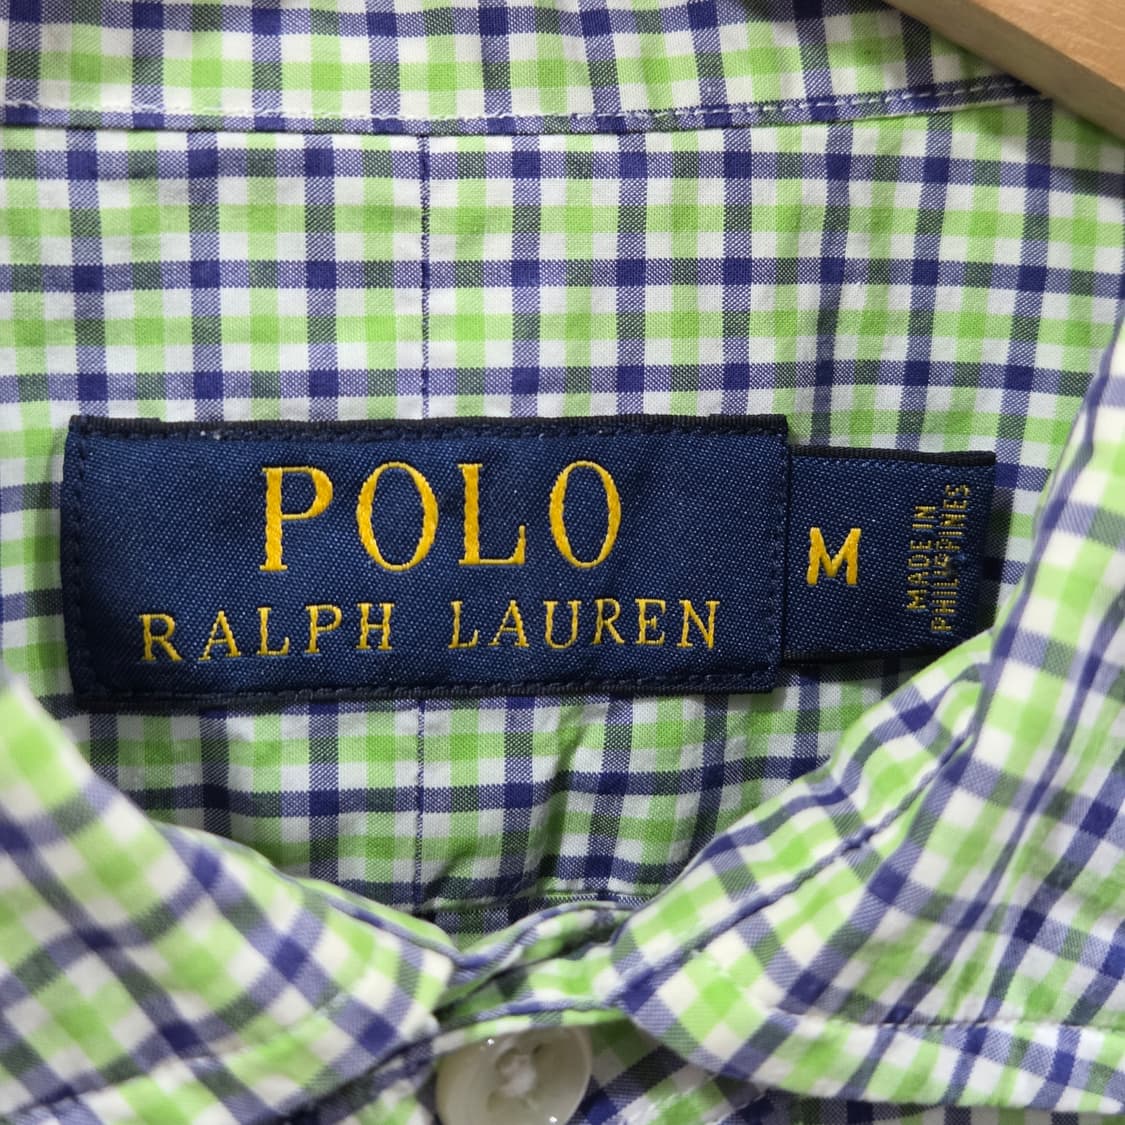 POLO
RALPH LAUREN
M
MADE IN
PHILIPPINES